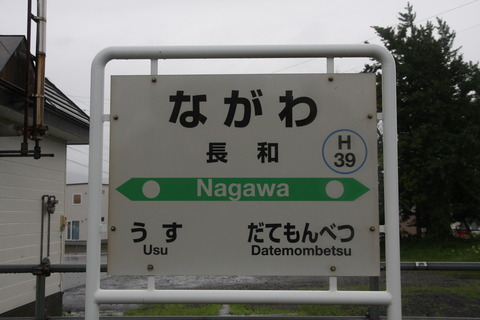 ながわ
長和
H
39
Nagawa
うす だてもんべつ
Usu Datemombetsu